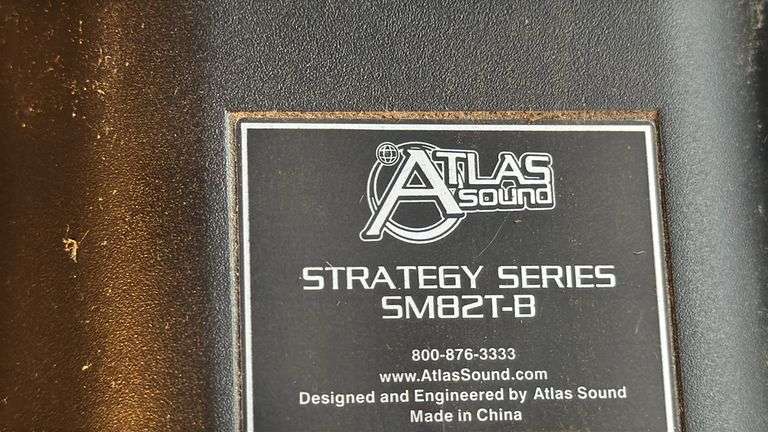 ATLAS
sound
STRATEGY SERIES
SM82T-B
800-876-3333
www.AtlasSound.com
Designed and Engineered by Atlas Sound
Made in China